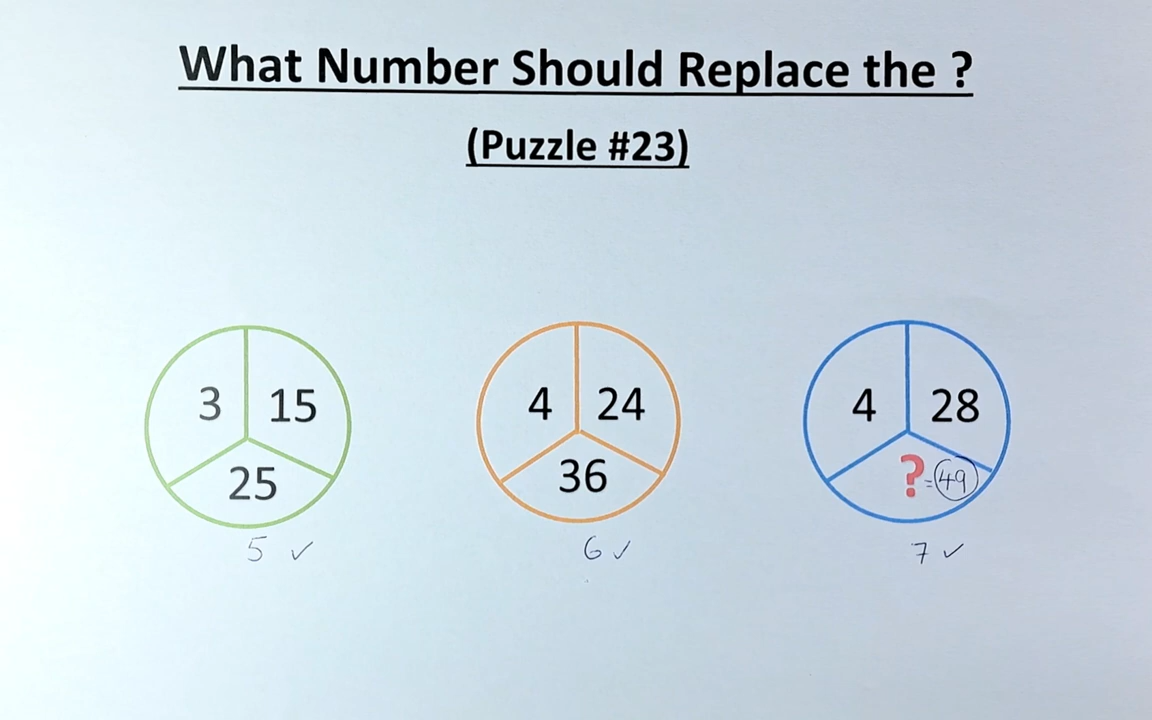 What Number Should Replace the ?
(Puzzle #23)
3 15
25
5 ✓
4 24
36
6 ✓
4 28
? = 49
7 ✓